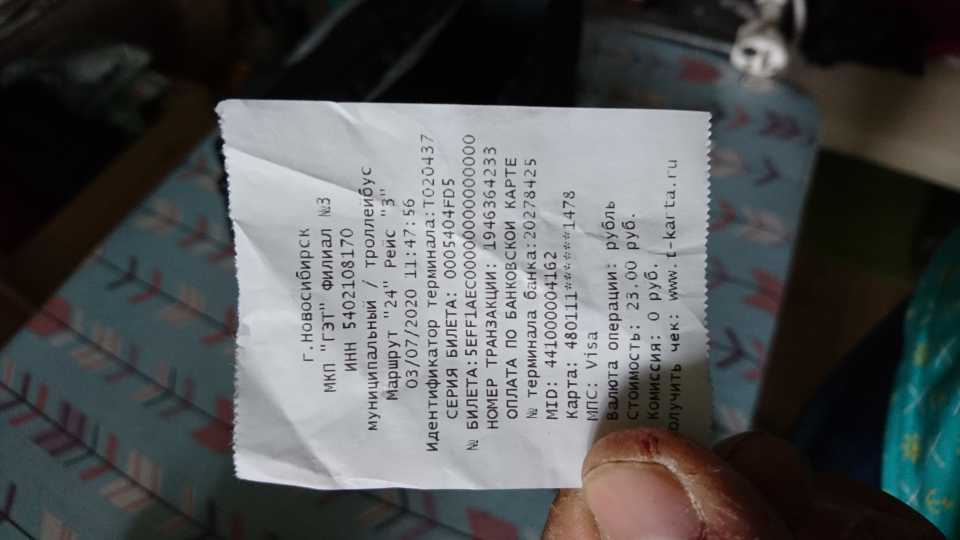 г.Новосибирск
МКП "ГЭТ" Филиал №3
ИНН 5402108170
муниципальный / троллейбус
Маршрут "24" Рейс "3"
03/07/2020 11:47:56
Идентификатор терминала:T020437
СЕРИЯ БИЛЕТА: 0005404FD5
№ БИЛЕТА:5EFF1AEC0000000000000000
НОМЕР ТРАНЗАКЦИИ: 1946364233
ОПЛАТА ПО БАНКОВСКОЙ КАРТЕ
№ терминала банка:20278425
MID: 441000004162
Карта: 480111******1478
МПС: Visa
Валюта операции: рубль
Стоимость: 23.00 руб.
Комиссия: 0 руб.
олучить чек: www.t-karta.ru